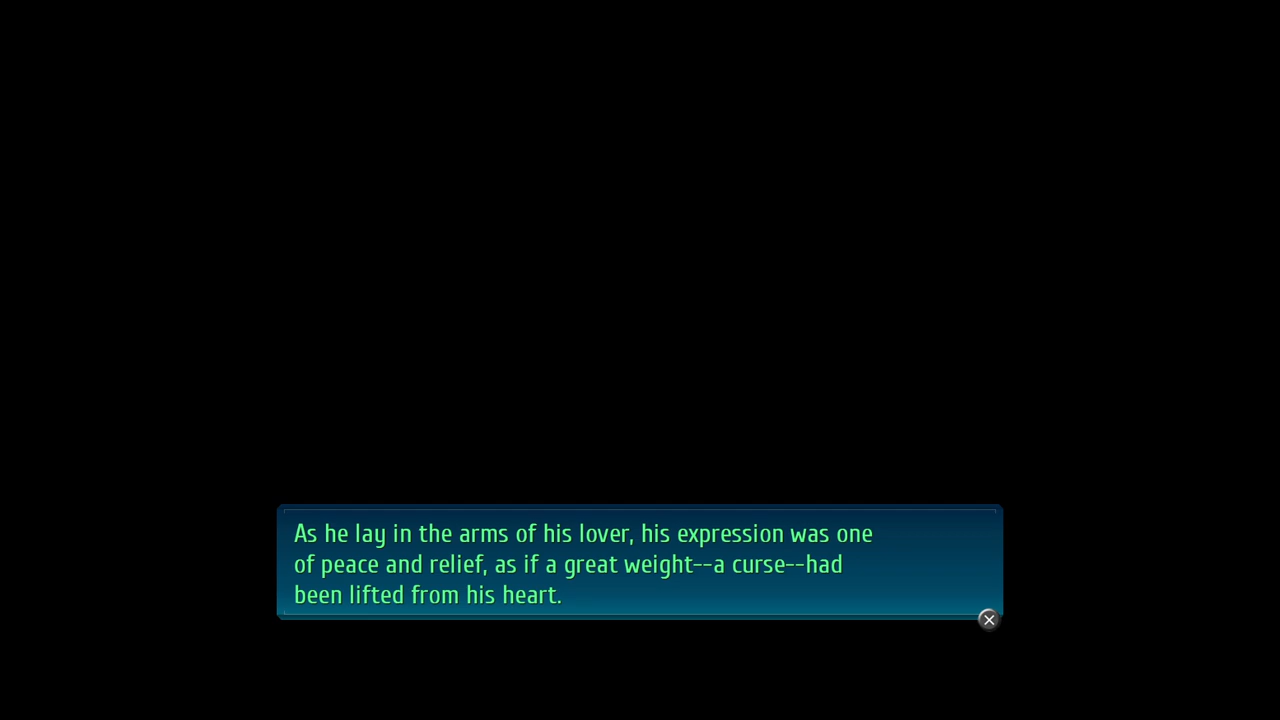 As he lay in the arms of his lover, his expression was one
of peace and relief, as if a great weight--a curse--had
been lifted from his heart.